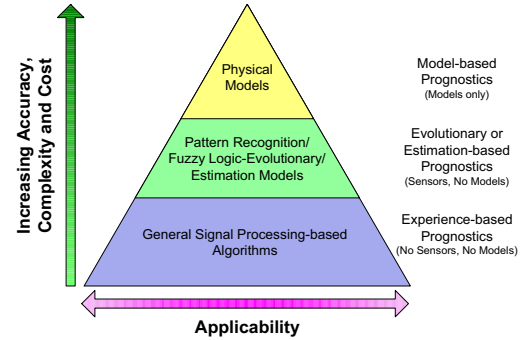 Increasing Accuracy,
Complexity and Cost
Physical
Models
Model-based
Prognostics
(Models only)
Pattern Recognition/
Fuzzy Logic-Evolutionary/
Estimation Models
Evolutionary or
Estimation-based
Prognostics
(Sensors, No Models)
General Signal Processing-based
Algorithms
Experience-based
Prognostics
(No Sensors, No Models)
Applicability